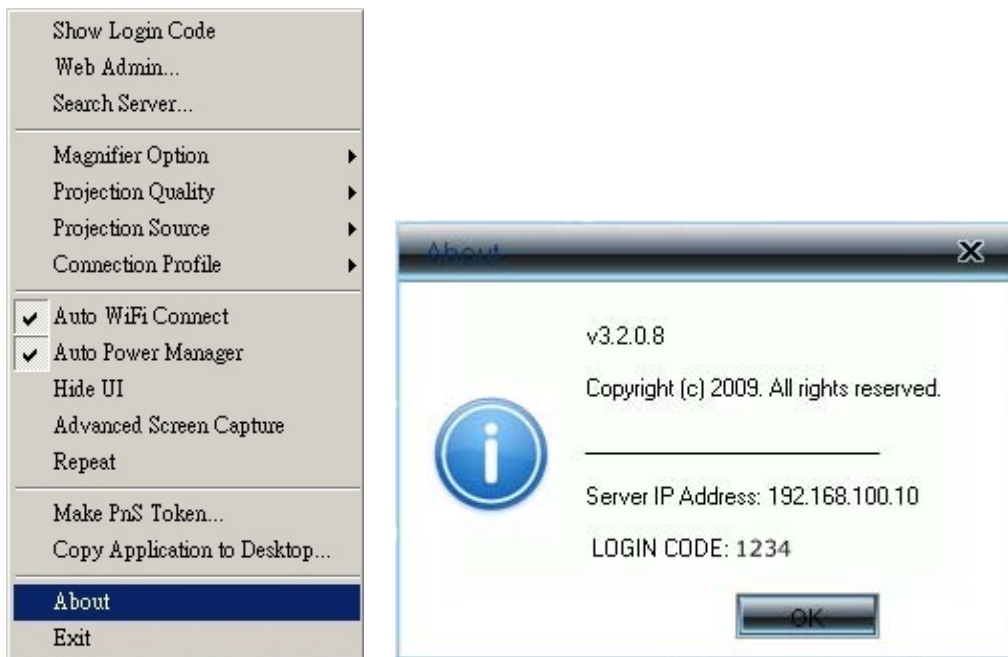 Show Login Code
Web Admin...
Search Server...
Magnifier Option
Projection Quality
Projection Source
Connection Profile
Auto WiFi Connect
Auto Power Manager
Hide UI
Advanced Screen Capture
Repeat
Make PnS Token...
Copy Application to Desktop...
About
Exit
About
v3.2.0.8
Copyright (c) 2009. All rights reserved.
Server IP Address: 192.168.100.10
LOGIN CODE: 1234
OK